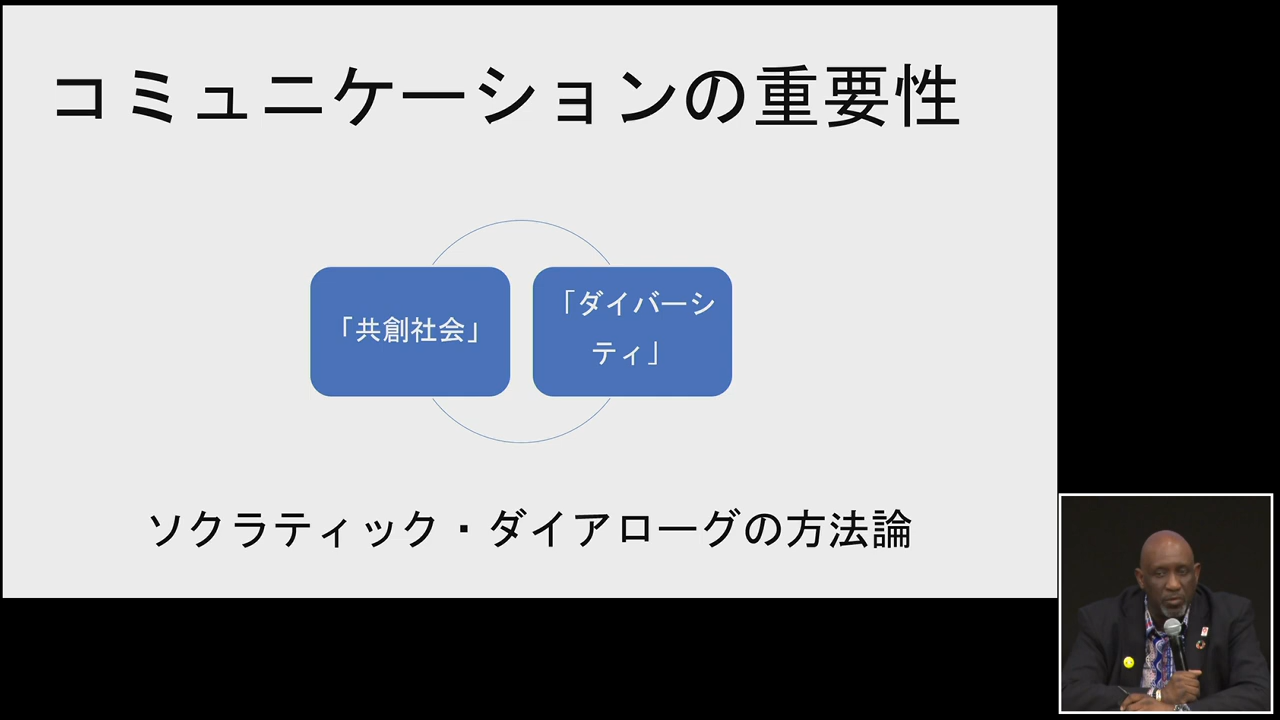 コミュニケーションの重要性
「共創社会」
「ダイバーシ
ティ」
ソクラティック・ダイアローグの方法論